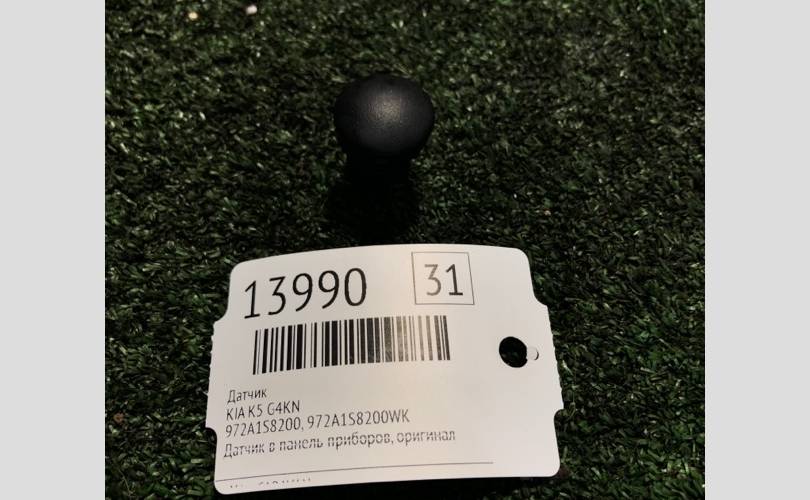 13990 31
Датчик
KIA K5 G4KN
972A1S8200, 972A1S8200WK
Датчик в панель приборов, оригинал